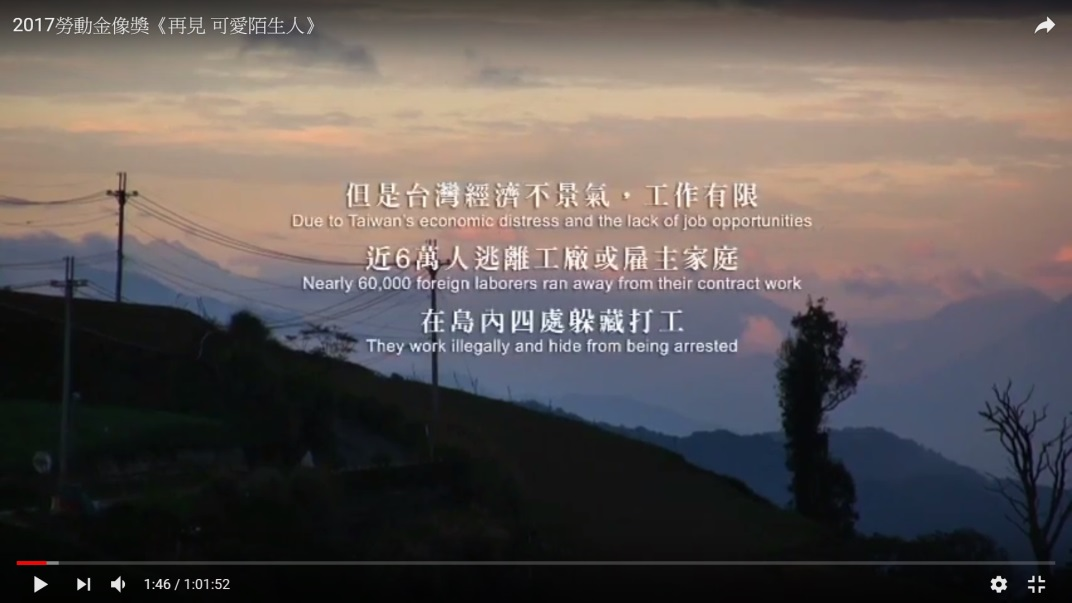 2017勞動金像獎《再見 可愛陌生人》
但是台灣經濟不景氣，工作有限
Due to Taiwan's economic distress and the lack of job opportunities
近6萬人逃離工廠或雇主家庭
Nearly 60,000 foreign laborers ran away from their contract work
在島內四處躲藏打工
They work illegally and hide from being arrested
1:46 / 1:01:52